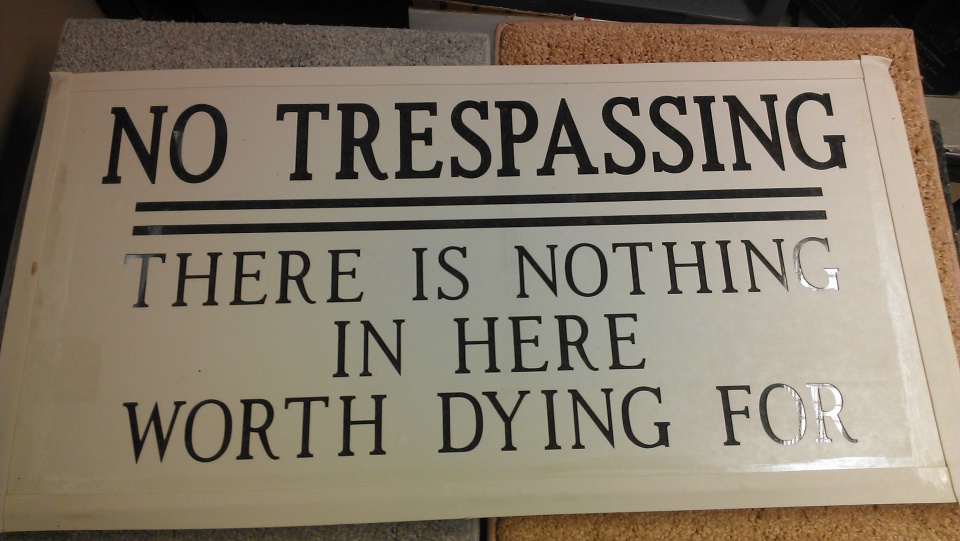 NO TRESPASSING
THERE IS NOTHING
IN HERE
WORTH DYING FOR